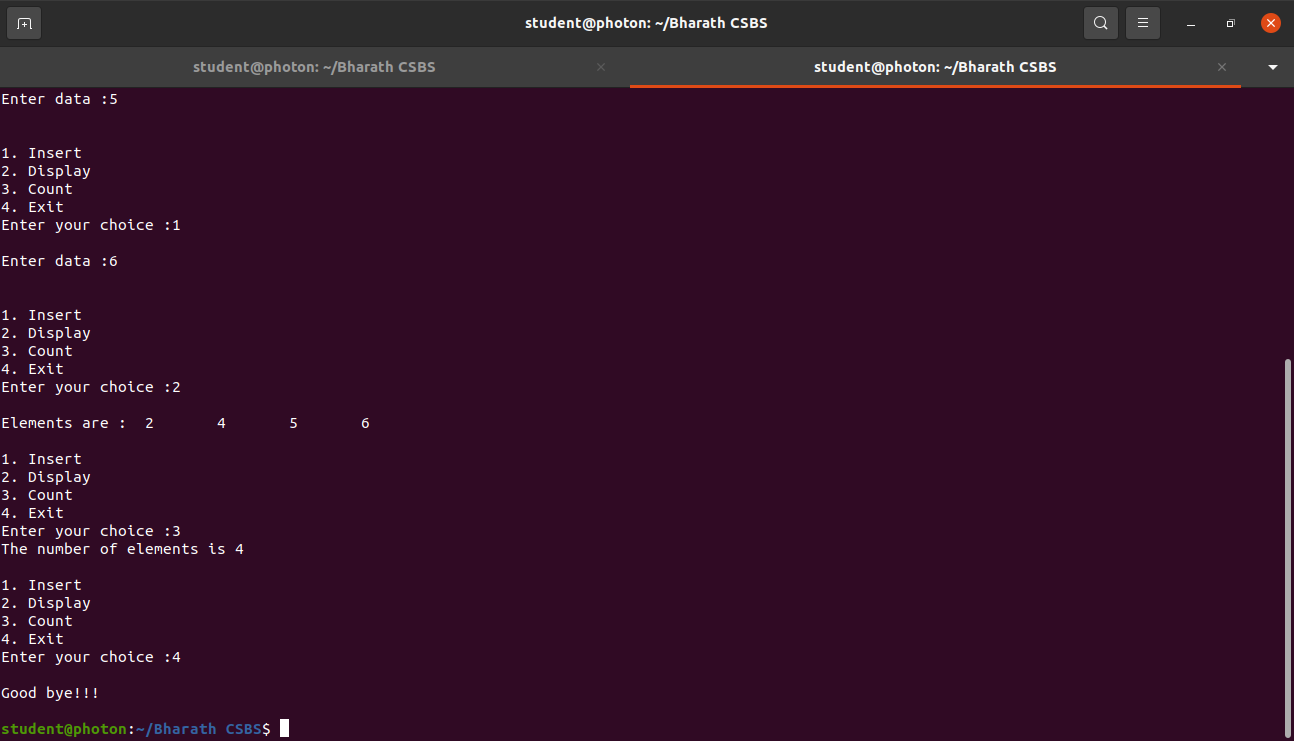 student@photon: ~/Bharath CSBS
student@photon: ~/Bharath CSBS
student@photon: ~/Bharath CSBS
Enter data :5
1. Insert
2. Display
3. Count
4. Exit
Enter your choice :1
Enter data :6
1. Insert
2. Display
3. Count
4. Exit
Enter your choice :2
Elements are :  2       4       5       6
1. Insert
2. Display
3. Count
4. Exit
Enter your choice :3
The number of elements is 4
1. Insert
2. Display
3. Count
4. Exit
Enter your choice :4
Good bye!!!
student@photon:~/Bharath CSBS$